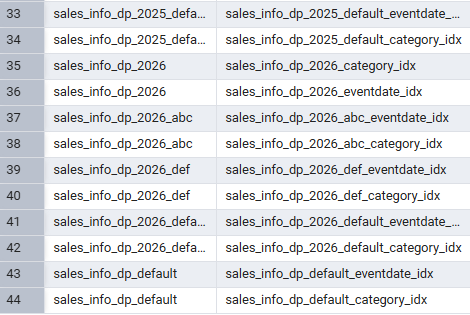 33 sales_info_dp_2025_defa... sales_info_dp_2025_default_eventdate_...
34 sales_info_dp_2025_defa... sales_info_dp_2025_default_category_idx
35 sales_info_dp_2026 sales_info_dp_2026_category_idx
36 sales_info_dp_2026 sales_info_dp_2026_eventdate_idx
37 sales_info_dp_2026_abc sales_info_dp_2026_abc_eventdate_idx
38 sales_info_dp_2026_abc sales_info_dp_2026_abc_category_idx
39 sales_info_dp_2026_def sales_info_dp_2026_def_eventdate_idx
40 sales_info_dp_2026_def sales_info_dp_2026_def_category_idx
41 sales_info_dp_2026_defa... sales_info_dp_2026_default_eventdate_...
42 sales_info_dp_2026_defa... sales_info_dp_2026_default_category_idx
43 sales_info_dp_default sales_info_dp_default_eventdate_idx
44 sales_info_dp_default sales_info_dp_default_category_idx